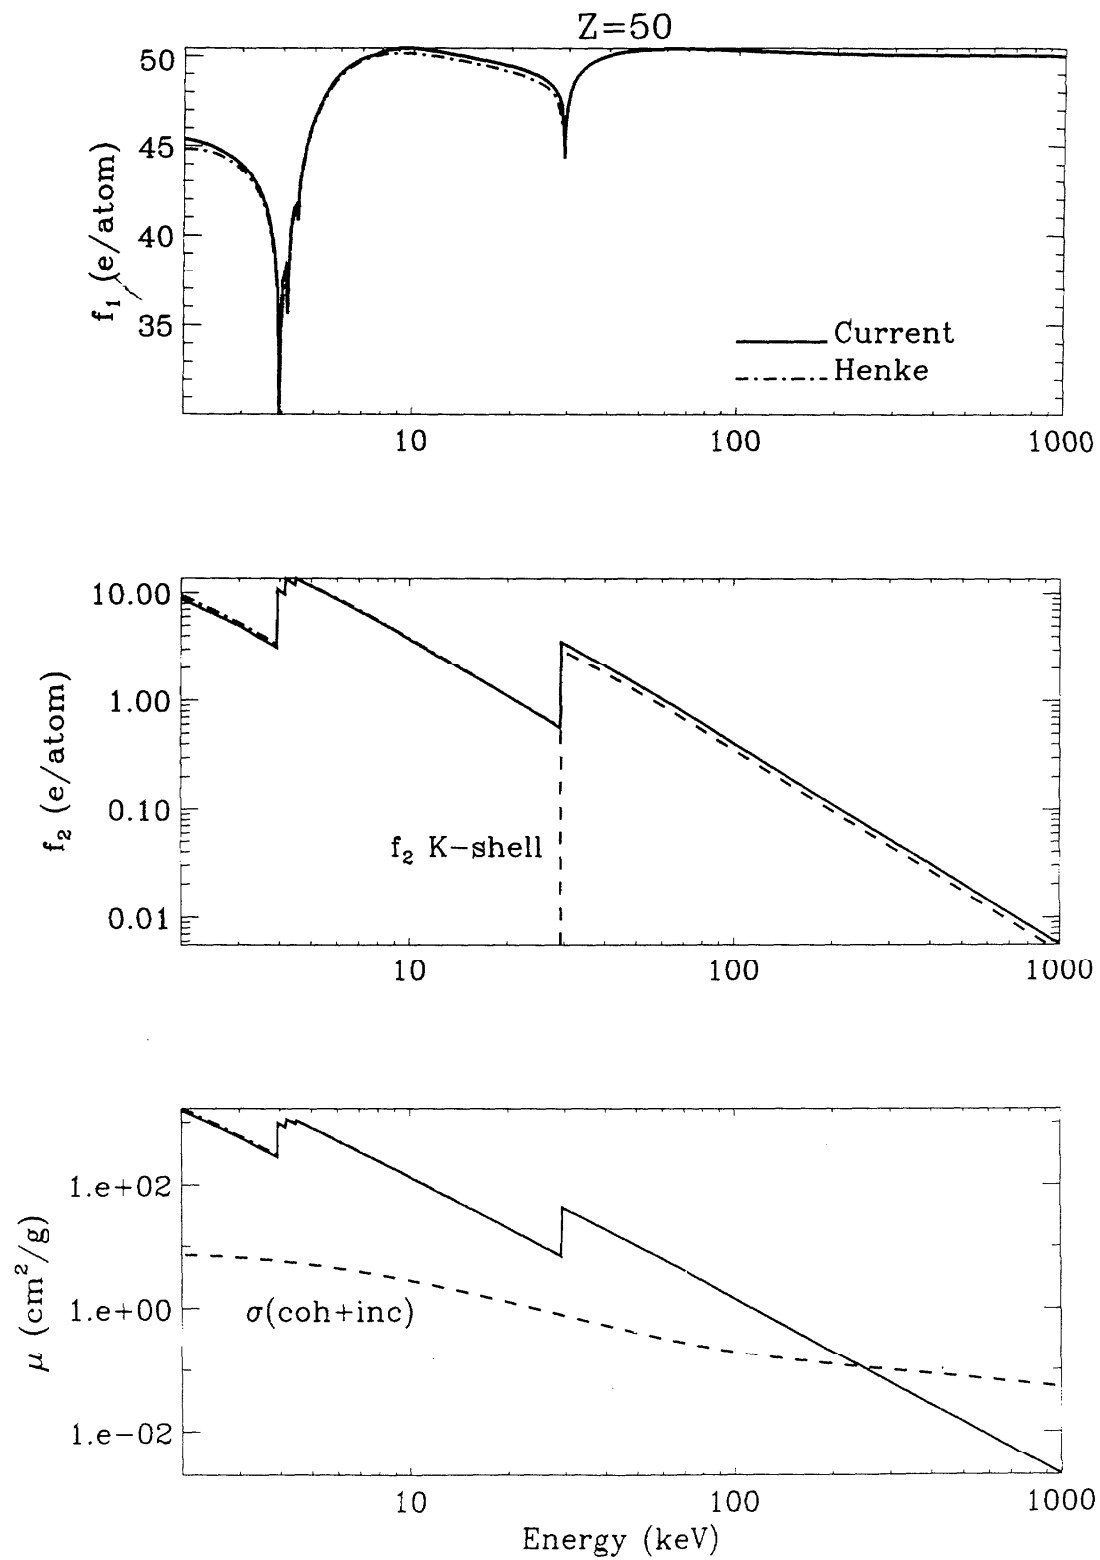 Z=50
50
45
40
35
f₁ (e/atom)
Current
Henke
10 100 1000
10.00
1.00
0.10
0.01
f₂ (e/atom)
f₂ K-shell
10 100 1000
1.e+02
1.e+00
1.e-02
μ (cm²/g)
σ(coh+inc)
10 100 1000
Energy (keV)